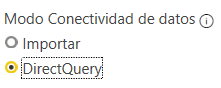 Modo Conectividad de datos
Importar
DirectQuery